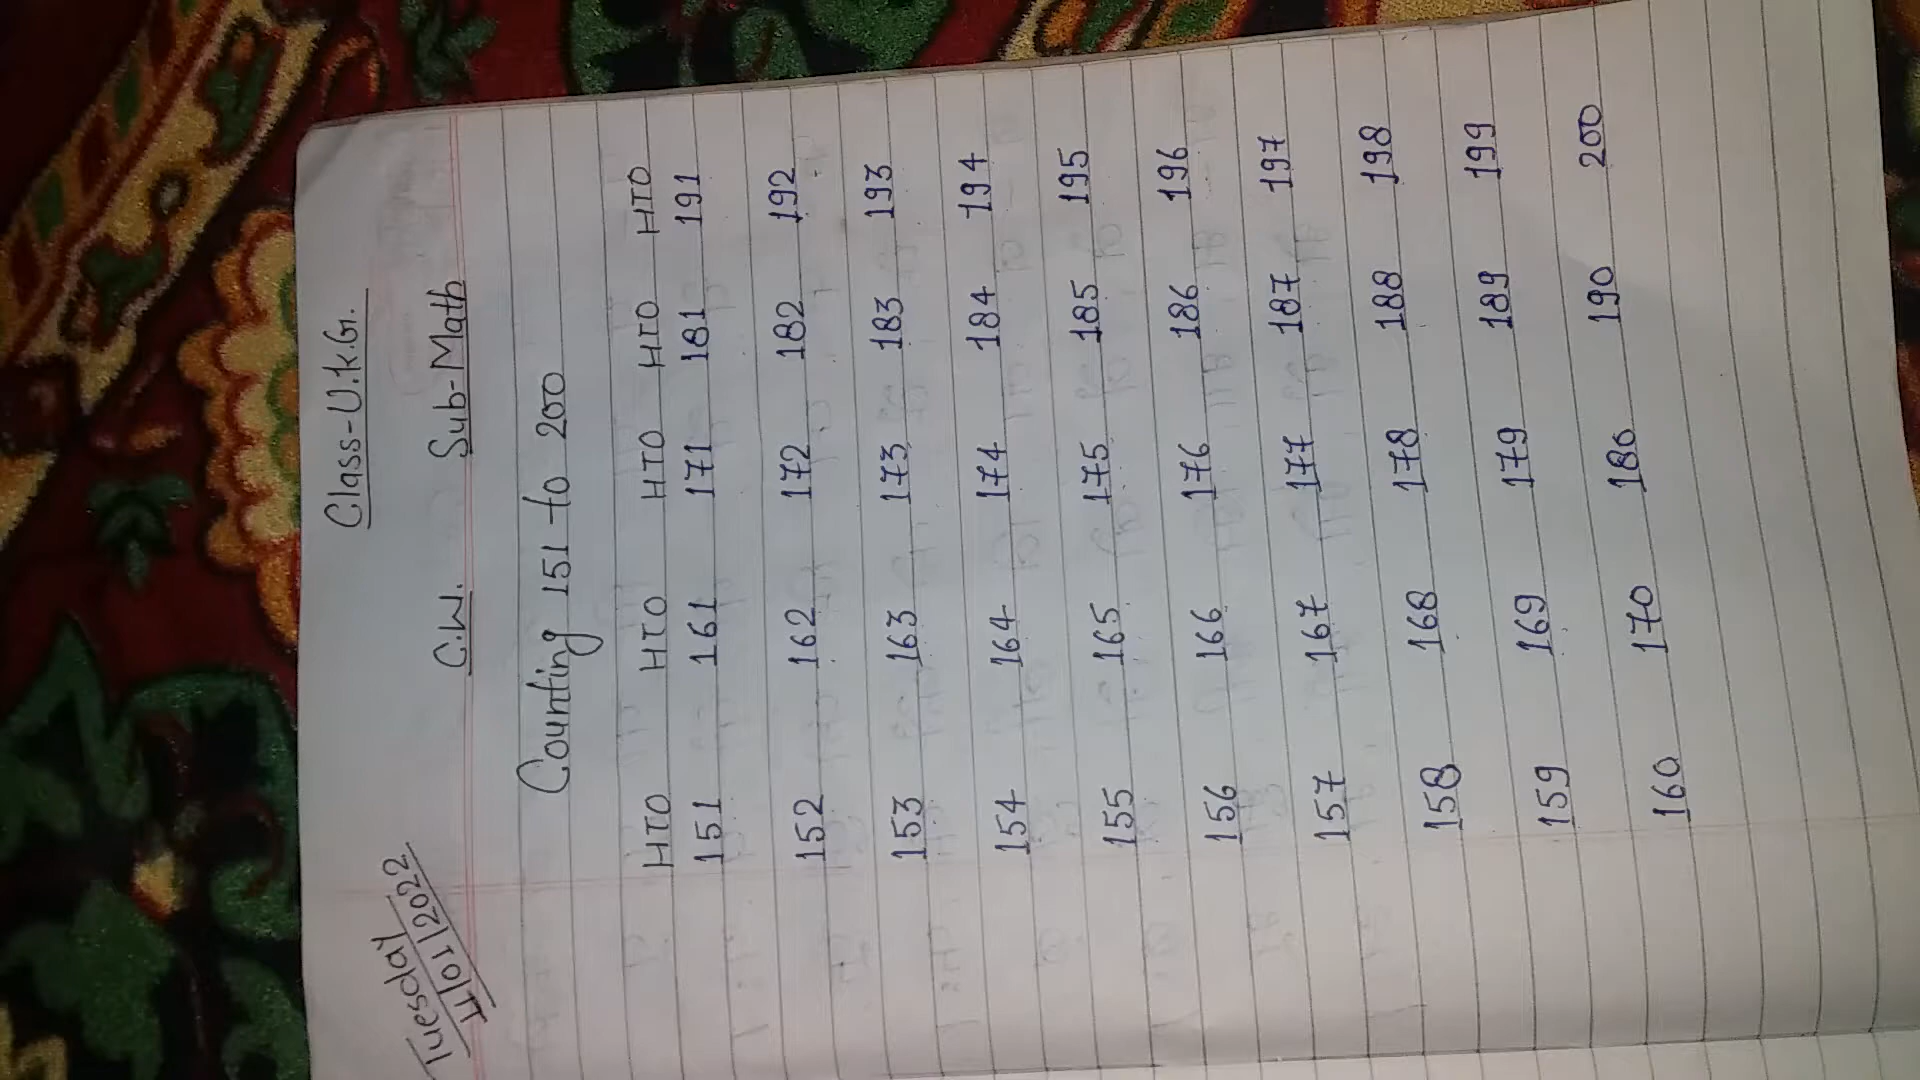 Class-U.K.G.
Tuesday
11/01/2022
C.W. Sub-Math
Counting 151 to 200
HTO HTO HTO HTO HTO
151 161 171 181 191
152 162 172 182 192
153 163 173 183 193
154 164 174 184 194
155 165 175 185 195
156 166 176 186 196
157 167 177 187 197
158 168 178 188 198
159 169 179 189 199
160 170 180 190 200